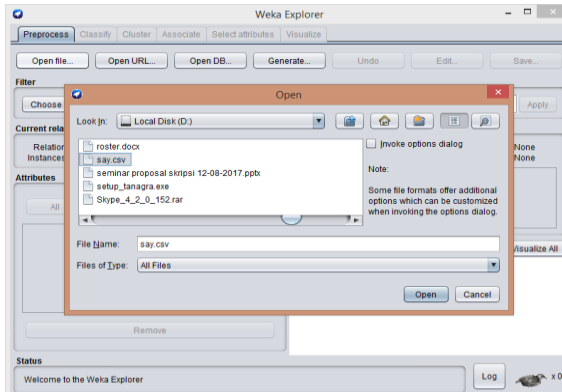 Weka Explorer
Preprocess Classify Cluster Associate Select attributes Visualize
Open file... Open URL... Open DB... Generate... Undo Edit... Save...
Filter
Choose Apply
Open
Look In: Local Disk (D:)
roster.docx
say.csv
seminar proposal skripsi 12-08-2017.pptx
setup_tanagra.exe
Skype_4_2_0_152.rar
Invoke options dialog
Note:
Some file formats offer additional
options which can be customized
when invoking the options dialog.
File Name: say.csv
Files of Type: All Files
Open Cancel
Current rela
Relation
Instances
None
None
Attributes
All
Visualize All
Remove
Status
Welcome to the Weka Explorer
Log
x 0